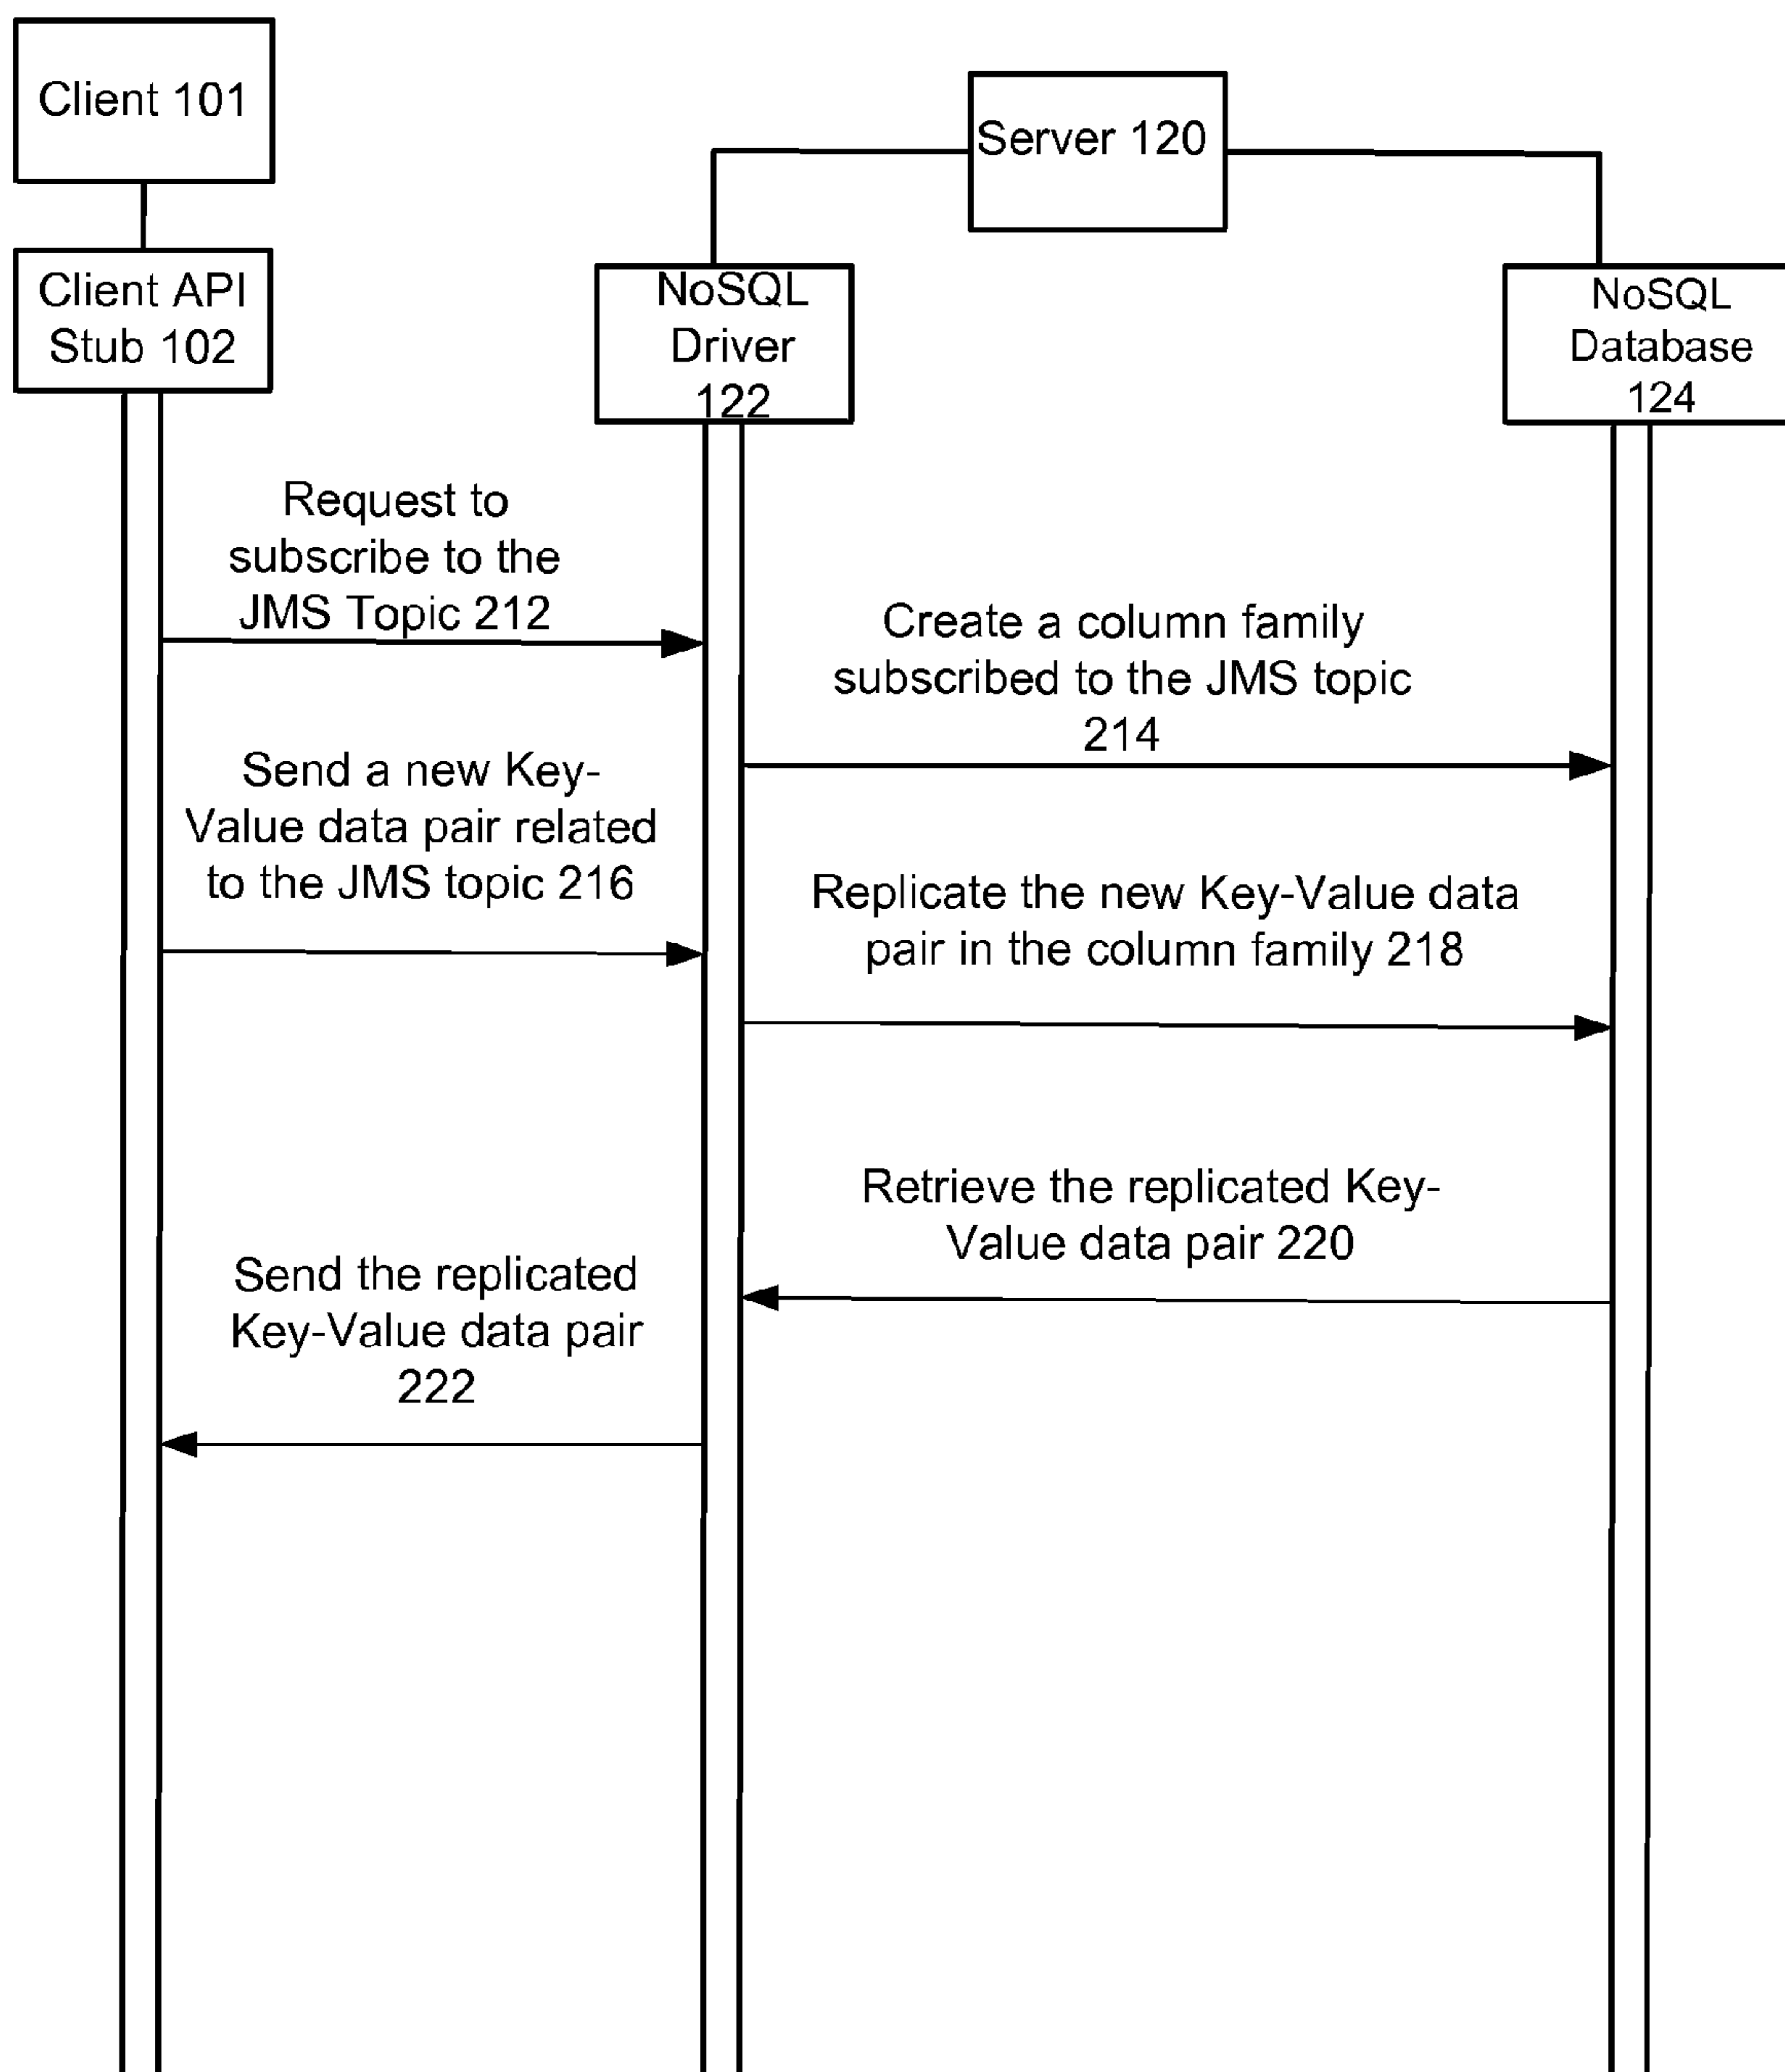 Client 101
Server 120
Client API
Stub 102
NoSQL
Driver
122
NoSQL
Database
124
Request to
subscribe to the
JMS Topic 212
Create a column family
subscribed to the JMS topic
214
Send a new Key-
Value data pair related
to the JMS topic 216
Replicate the new Key-Value data
pair in the column family 218
Retrieve the replicated Key-
Value data pair 220
Send the replicated
Key-Value data pair
222